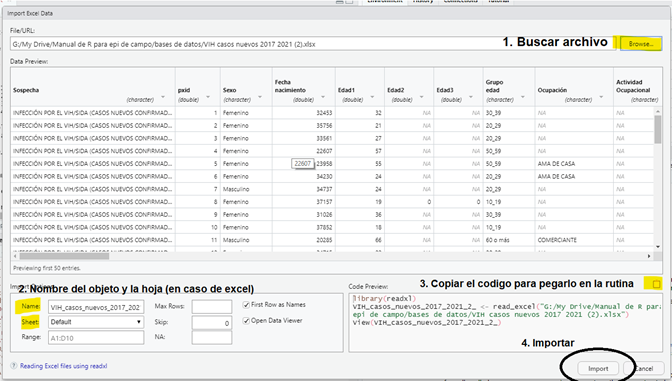 Environment History Connections Tutorial
Import Excel Data
File/URL:
G:/My Drive/Manual de R para epi de campo/bases de datos/VIH casos nuevos 2017 2021 (2).xlsx
1. Buscar archivo
Browse...
Data Preview:
Sospecha (character) pxid (double) Sexo (character) Fecha nacimiento (double) Edad1 (double) Edad2 (double) Edad3 (double) Grupo edad (character) Ocupación (character) Actividad Ocupacional (character)
INFECCIÓN POR EL VIH/SIDA (CASOS NUEVOS CONFIRMAD... 1 Femenino 32453 32 NA NA 30_39 NA NA
INFECCIÓN POR EL VIH/SIDA (CASOS NUEVOS CONFIRMAD... 2 Femenino 35756 21 NA NA 20_29 NA NA
INFECCIÓN POR EL VIH/SIDA (CASOS NUEVOS CONFIRMAD... 3 Femenino 33561 27 NA NA 20_29 NA NA
INFECCIÓN POR EL VIH/SIDA (CASOS NUEVOS CONFIRMAD... 4 Femenino 22607 57 NA NA 50_59 NA NA
INFECCIÓN POR EL VIH/SIDA (CASOS NUEVOS CONFIRMAD... 5 Femenino 22607 23958 55 NA NA 50_59 AMA DE CASA NA
INFECCIÓN POR EL VIH/SIDA (CASOS NUEVOS CONFIRMAD... 6 Femenino 34230 24 NA NA 20_29 AMA DE CASA NA
INFECCIÓN POR EL VIH/SIDA (CASOS NUEVOS CONFIRMAD... 7 Masculino 34737 24 NA NA 20_29 NA NA
INFECCIÓN POR EL VIH/SIDA (CASOS NUEVOS CONFIRMAD... 8 Femenino 37157 19 0 0 10_19 NA NA
INFECCIÓN POR EL VIH/SIDA (CASOS NUEVOS CONFIRMAD... 9 Femenino 31026 36 NA NA 30_39 NA NA
INFECCIÓN POR EL VIH/SIDA (CASOS NUEVOS CONFIRMAD... 10 Femenino 37852 18 NA NA 10_19 NA NA
INFECCIÓN POR EL VIH/SIDA (CASOS NUEVOS CONFIRMAD... 11 Masculino 20285 66 NA NA 60 o más COMERCIANTE NA
Previewing first 50 entries.
2. Nombre del objeto y la hoja (en caso de excel)
Name: VIH_casos_nuevos_2017_202 Max Rows: First Row as Names
Sheet: Default Skip: 0 Open Data Viewer
Range: A1:D10 NA:
3. Copiar el codigo para pegarlo en la rutina
Code Preview:
library(readxl)
VIH_casos_nuevos_2017_2021_2_ <- read_excel("G:/My Drive/Manual de R para
epi de campo/bases de datos/VIH casos nuevos 2017 2021 (2).xlsx")
View(VIH_casos_nuevos_2017_2021_2_)
4. Importar
Reading Excel files using readxl
Import
Cancel